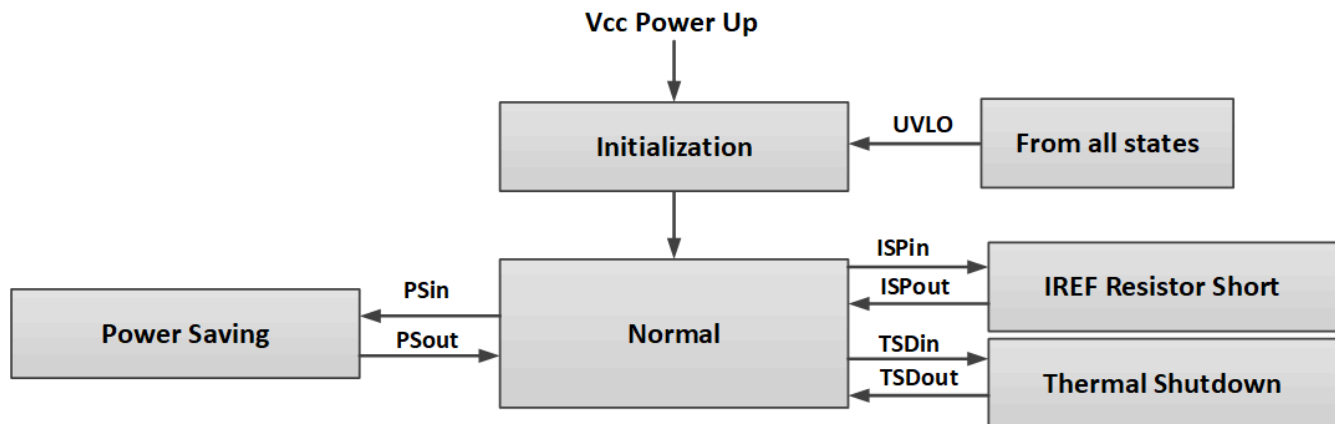 Vcc Power Up
Initialization
UVLO
From all states
Power Saving
PSin
PSout
Normal
ISPin
ISPout
IREF Resistor Short
TSDin
TSDout
Thermal Shutdown